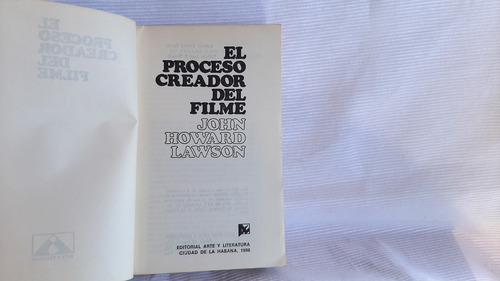 EL
PROCESO
CREADOR
DEL
FILME
JOHN
HOWARD
LAWSON
EDITORIAL ARTE Y LITERATURA
CIUDAD DE LA HABANA, 1986